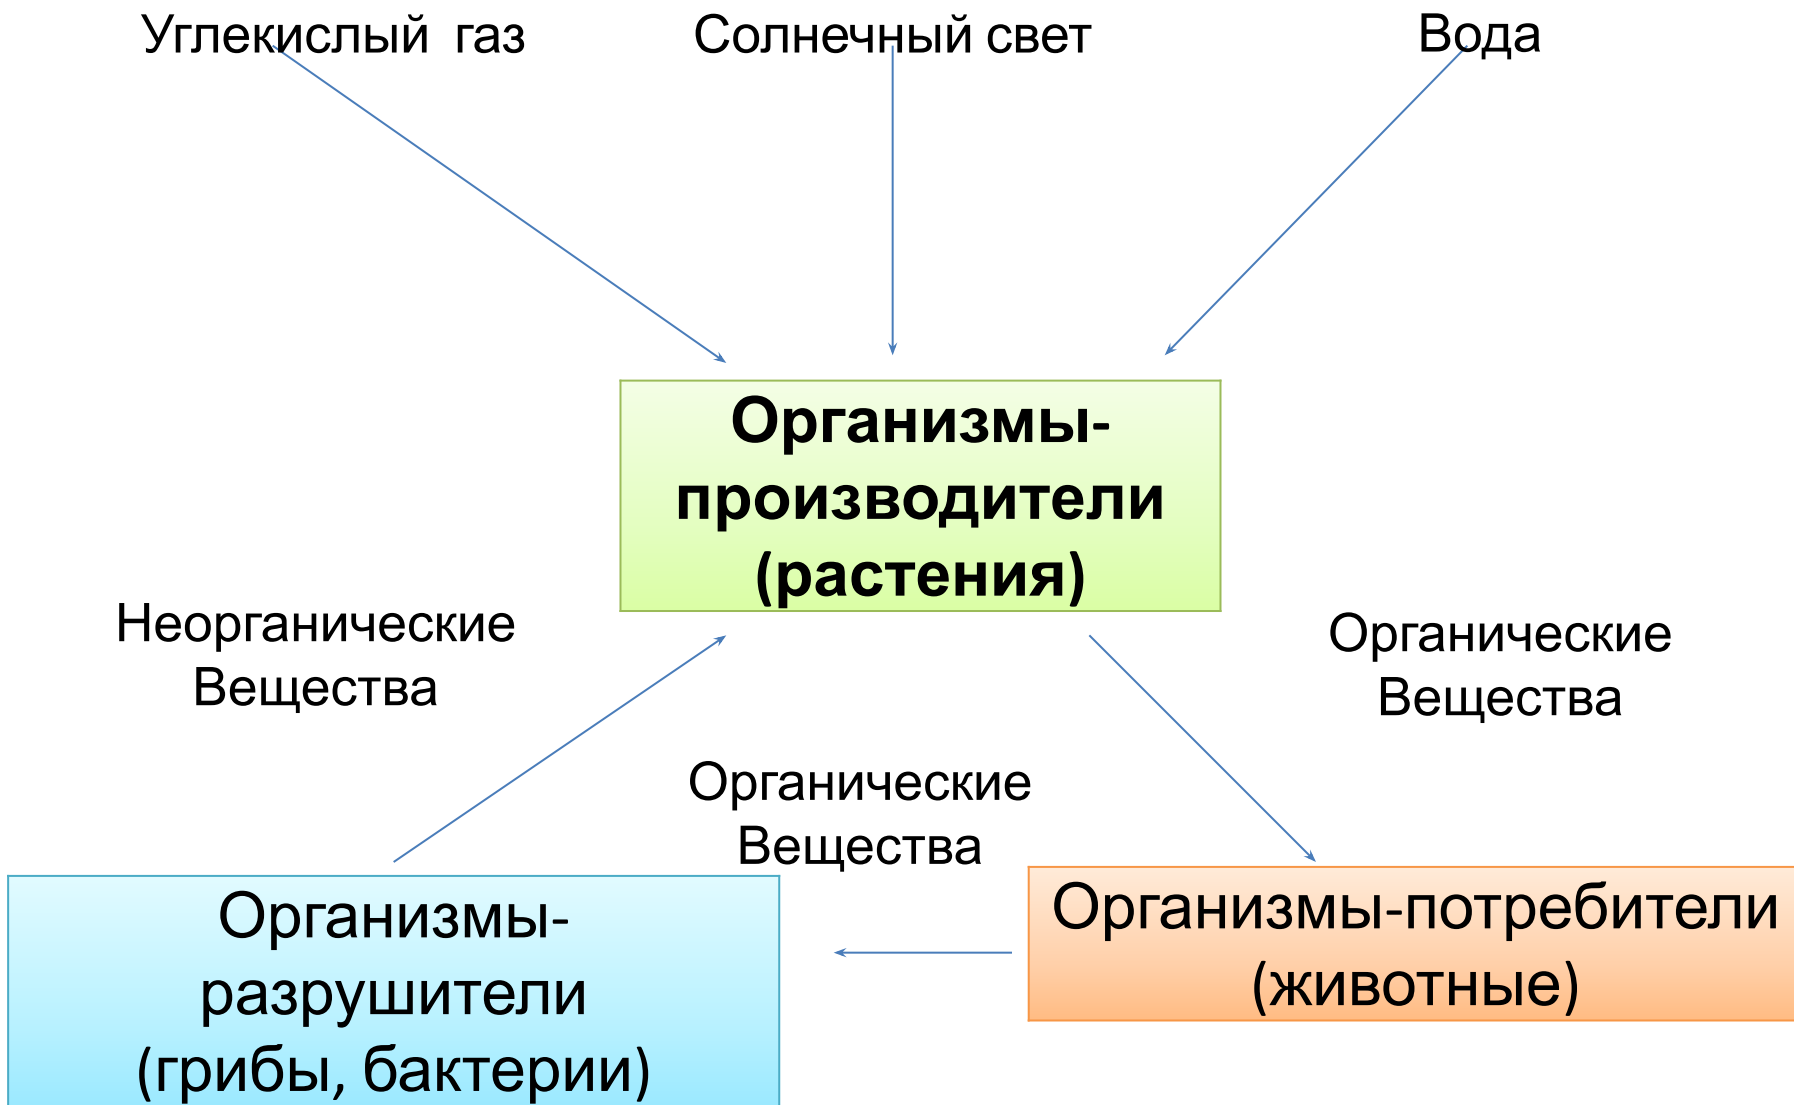 Углекислый газ
Солнечный свет
Вода
Организмы-
производители
(растения)
Неорганические
Вещества
Органические
Вещества
Органические
Вещества
Организмы-
разрушители
(грибы, бактерии)
Организмы-потребители
(животные)